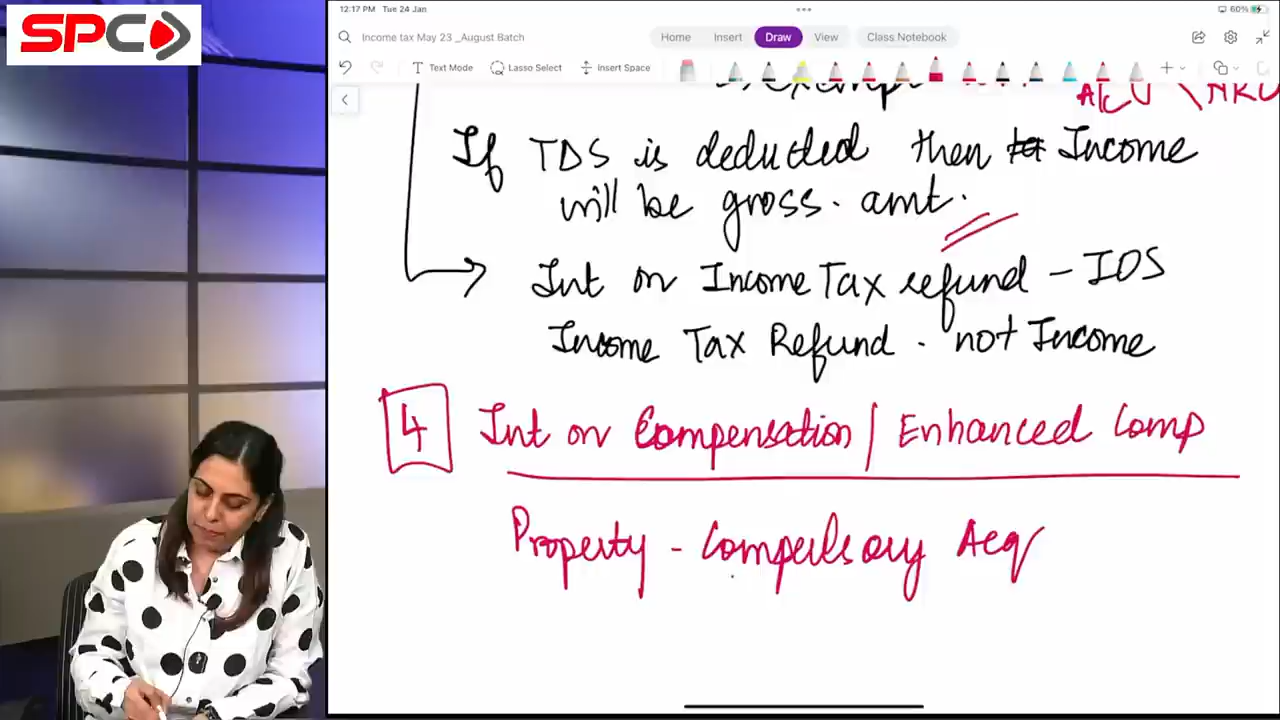 SPC
12:17 PM Tue 24 Jan
60%
Income tax May 23 _August Batch
Home Insert Draw View Class Notebook
Text Mode Lasso Select Insert Space
If TDS is deducted then Income
will be gross. amt.
Int on Income Tax refund - IOS
Income Tax Refund. not Income
4 Int on Compensation / Enhanced Comp
Property - Compulsory Acq